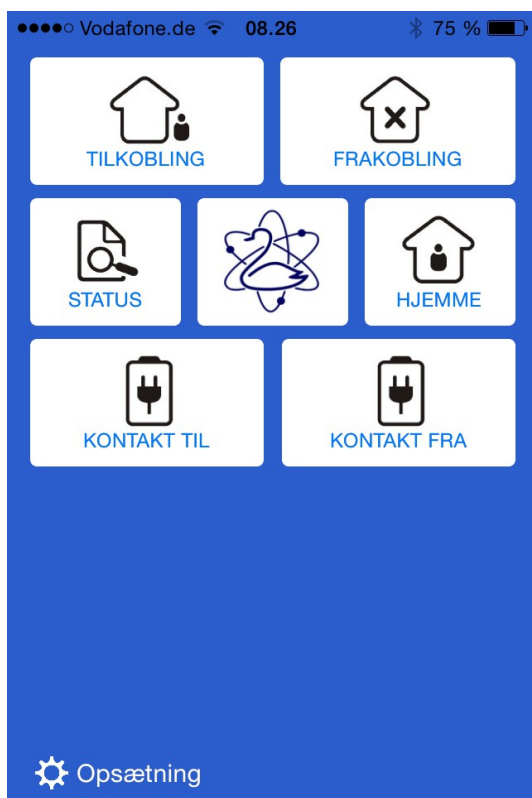 Vodafone.de 08.26 75 %
TILKOBLING FRAKOBLING
STATUS HJEMME
KONTAKT TIL KONTAKT FRA
Opsætning